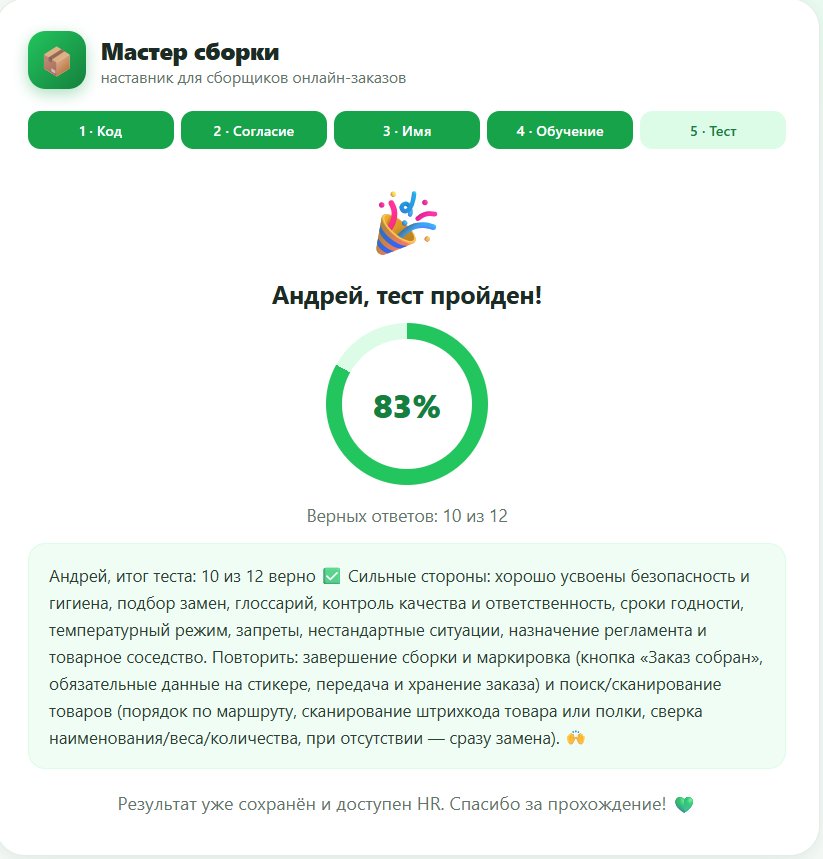 Мастер сборки
наставник для сборщиков онлайн-заказов
1 · Код
2 · Согласие
3 · Имя
4 · Обучение
5 · Тест
Андрей, тест пройден!
83%
Верных ответов: 10 из 12
Андрей, итог теста: 10 из 12 верно ✅ Сильные стороны: хорошо усвоены безопасность и
гигиена, подбор замен, глоссарий, контроль качества и ответственность, сроки годности,
температурный режим, запреты, нестандартные ситуации, назначение регламента и
товарное соседство. Повторить: завершение сборки и маркировка (кнопка «Заказ собран»,
обязательные данные на стикере, передача и хранение заказа) и поиск/сканирование
товаров (порядок по маршруту, сканирование штрихкода товара или полки, сверка
наименования/веса/количества, при отсутствии — сразу замена). 🙌
Результат уже сохранён и доступен HR. Спасибо за прохождение! 💚